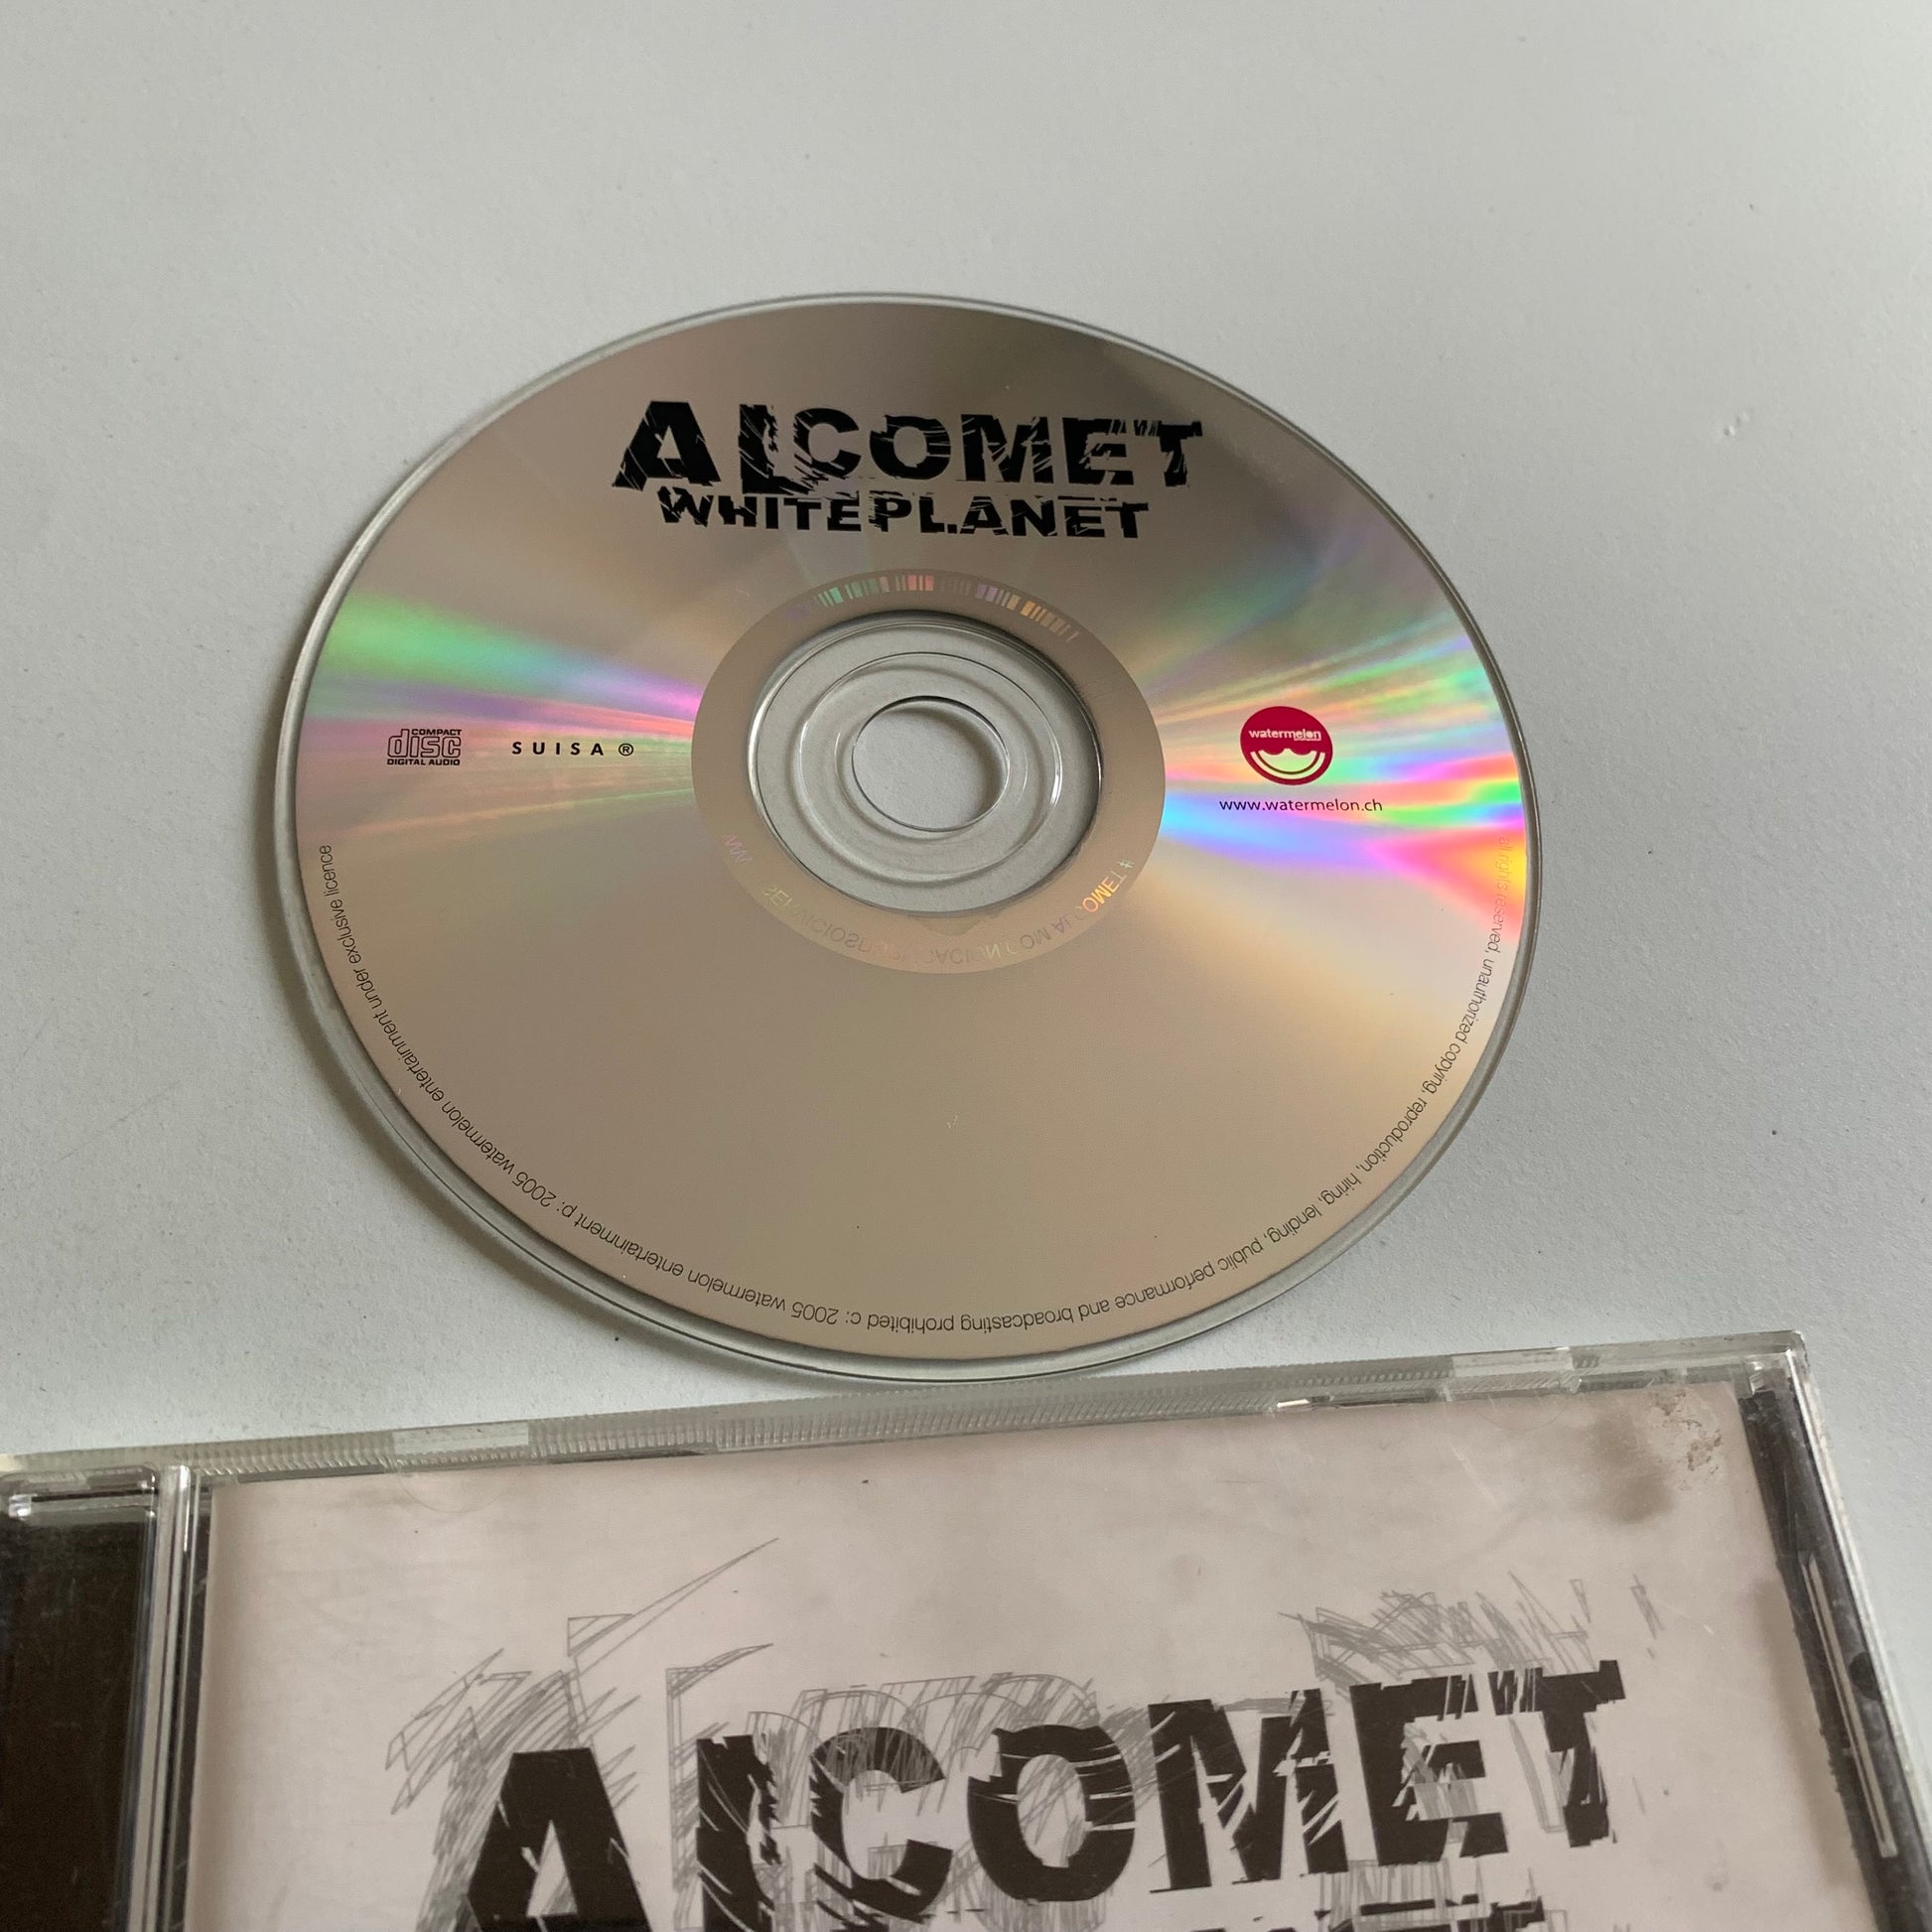 ALCOMET
WHITEPLANET
COMPACT
disc
DIGITAL AUDIO
SUISA ®
watermelon
www.watermelon.ch
all rights reserved, unauthorized copying, reproduction, hiring, lending, public performance and broadcasting prohibited c: 2005 watermelon entertainment p: 2005 watermelon entertainment under exclusive licence
ALCOMET